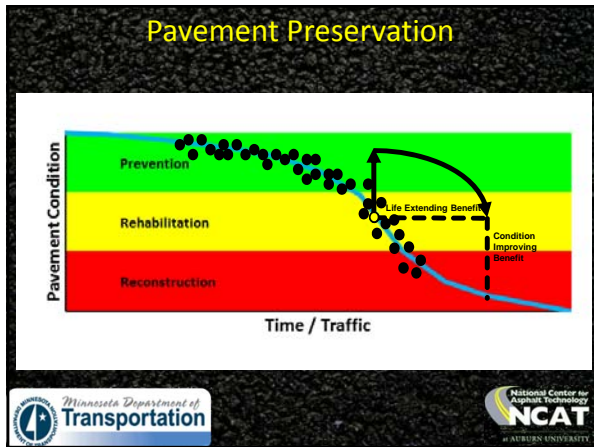 Pavement Preservation
Pavement Condition
Prevention
Rehabilitation
Reconstruction
Life Extending Benefit
Condition
Improving
Benefit
Time / Traffic
Minnesota Department of
Transportation
National Center for
Asphalt Technology
NCAT
at AUBURN UNIVERSITY